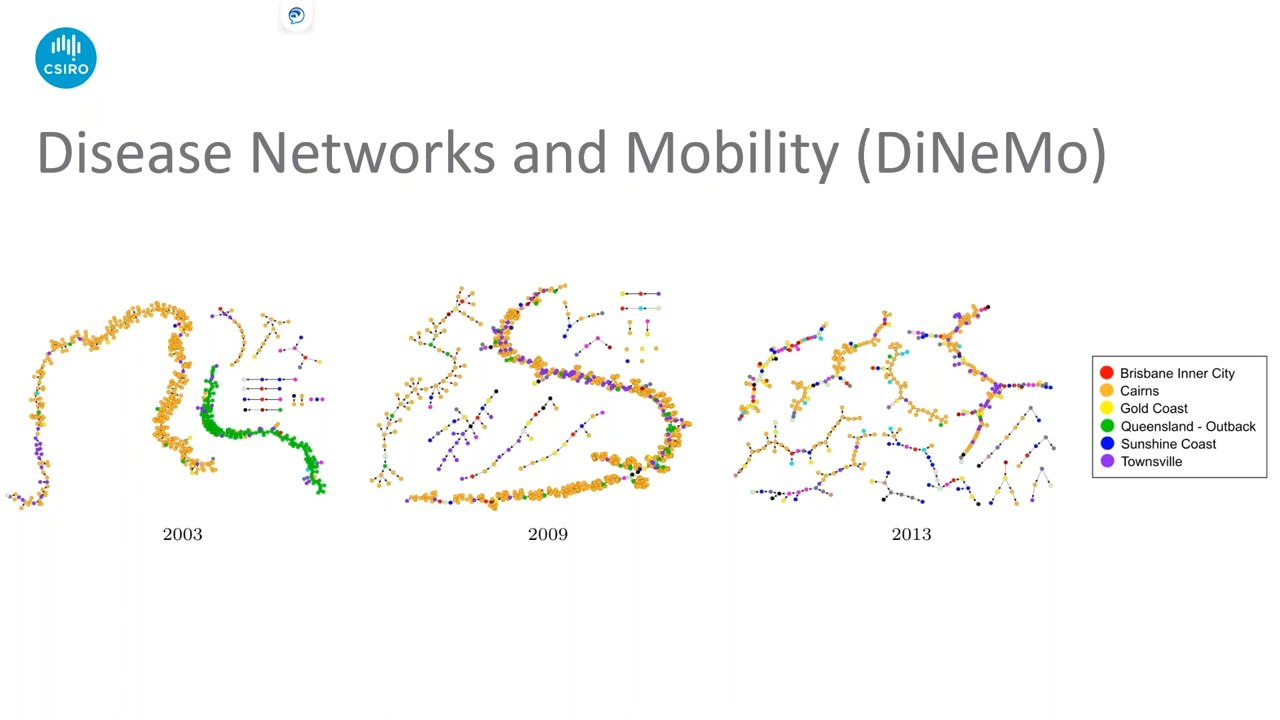 CSIRO
Disease Networks and Mobility (DiNeMo)
Brisbane Inner City
Cairns
Gold Coast
Queensland - Outback
Sunshine Coast
Townsville
2003
2009
2013